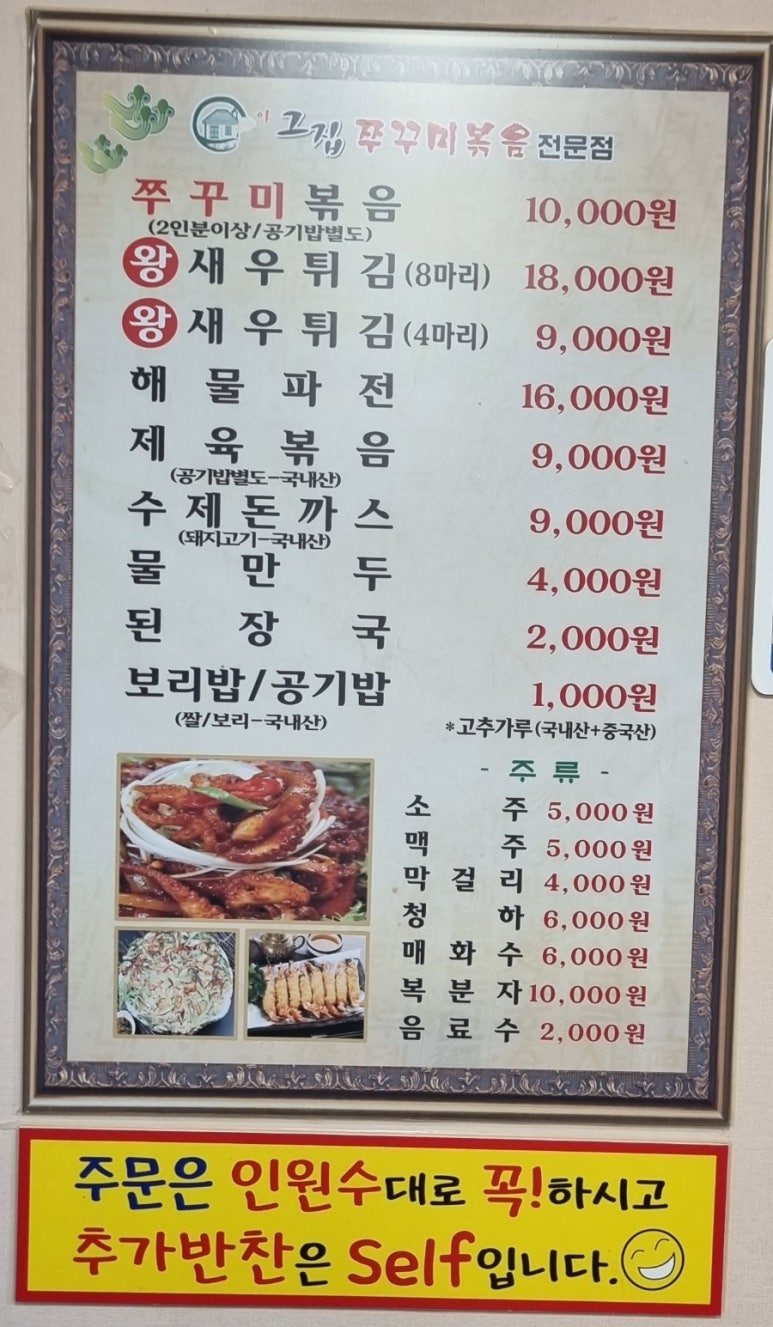 이 그집 쭈꾸미볶음 전문점
쭈꾸미볶음 10,000원
(2인분이상/공기밥별도)
왕새우튀김(8마리) 18,000원
왕새우튀김(4마리) 9,000원
해물파전 16,000원
제육볶음 9,000원
(공기밥별도-국내산)
수제돈까스 9,000원
(돼지고기-국내산)
물만두 4,000원
된장국 2,000원
보리밥/공기밥 1,000원
(쌀/보리-국내산)
*고추가루(국내산+중국산)
- 주류 -
소주 5,000원
맥주 5,000원
막걸리 4,000원
청하 6,000원
매화수 6,000원
복분자 10,000원
음료수 2,000원
주문은 인원수대로 꼭!하시고
추가반찬은 Self입니다.